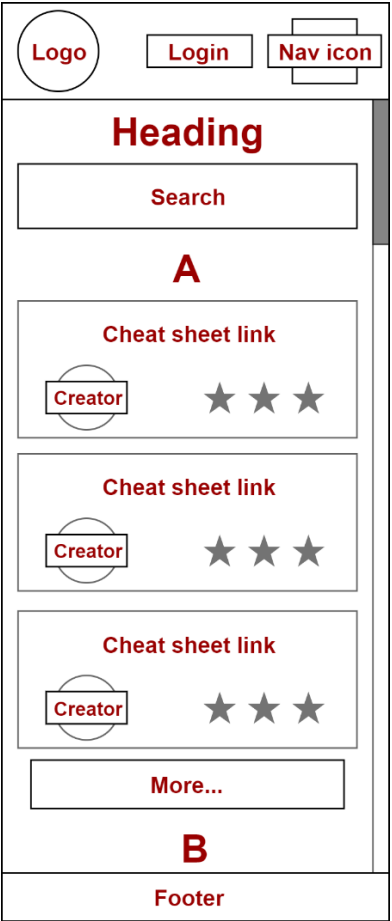 Logo Login Nav icon
Heading
Search
A
Cheat sheet link
Creator
Cheat sheet link
Creator
Cheat sheet link
Creator
More...
B
Footer